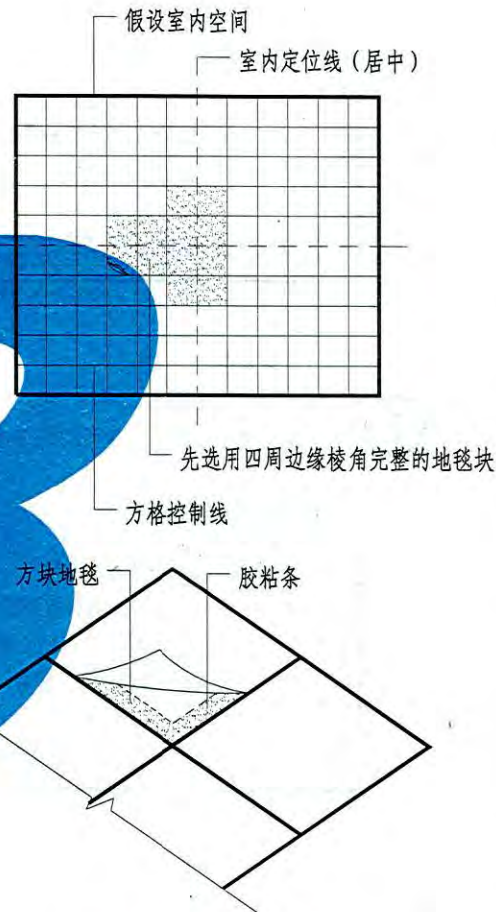 假设室内空间
室内定位线（居中）
先选用四周边缘棱角完整的地毯块
方格控制线
方块地毯
胶粘条